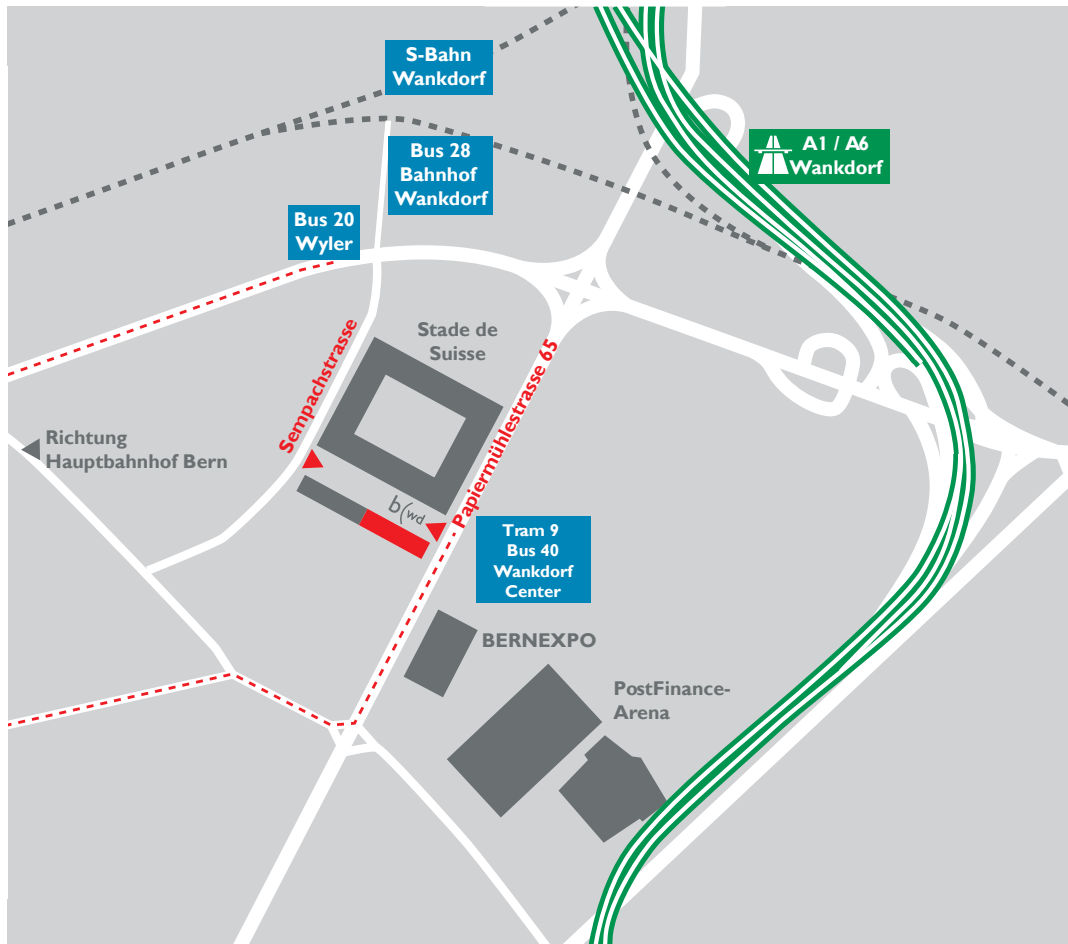 S-Bahn
Wankdorf
A1 / A6
Wankdorf
Bus 28
Bahnhof
Wankdorf
Bus 20
Wyler
Stade de
Suisse
Sempachstrasse
Papiermühlestrasse 65
Richtung
Hauptbahnhof Bern
b(wd
Tram 9
Bus 40
Wankdorf
Center
BERNEXPO
PostFinance-
Arena